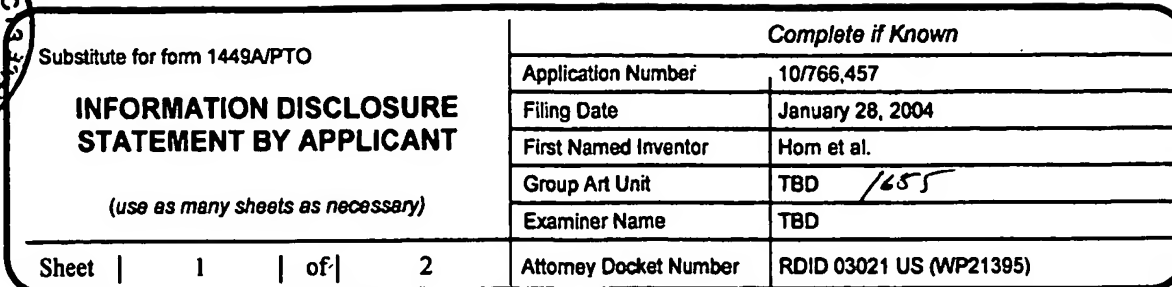 Substitute for form 1449A/PTO
INFORMATION DISCLOSURE
STATEMENT BY APPLICANT
(use as many sheets as necessary)
Sheet 1 of 2
Complete if Known
Application Number 10/766,457
Filing Date January 28, 2004
First Named Inventor Horn et al.
Group Art Unit TBD 1655
Examiner Name TBD
Attorney Docket Number RDID 03021 US (WP21395)